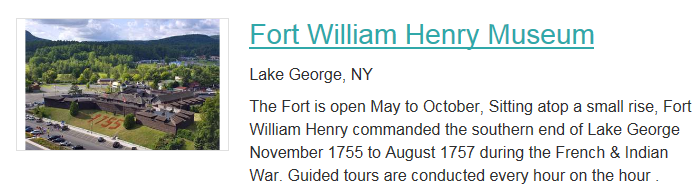 Fort William Henry Museum
Lake George, NY
The Fort is open May to October, Sitting atop a small rise, Fort
William Henry commanded the southern end of Lake George
November 1755 to August 1757 during the French & Indian
War. Guided tours are conducted every hour on the hour .
1755